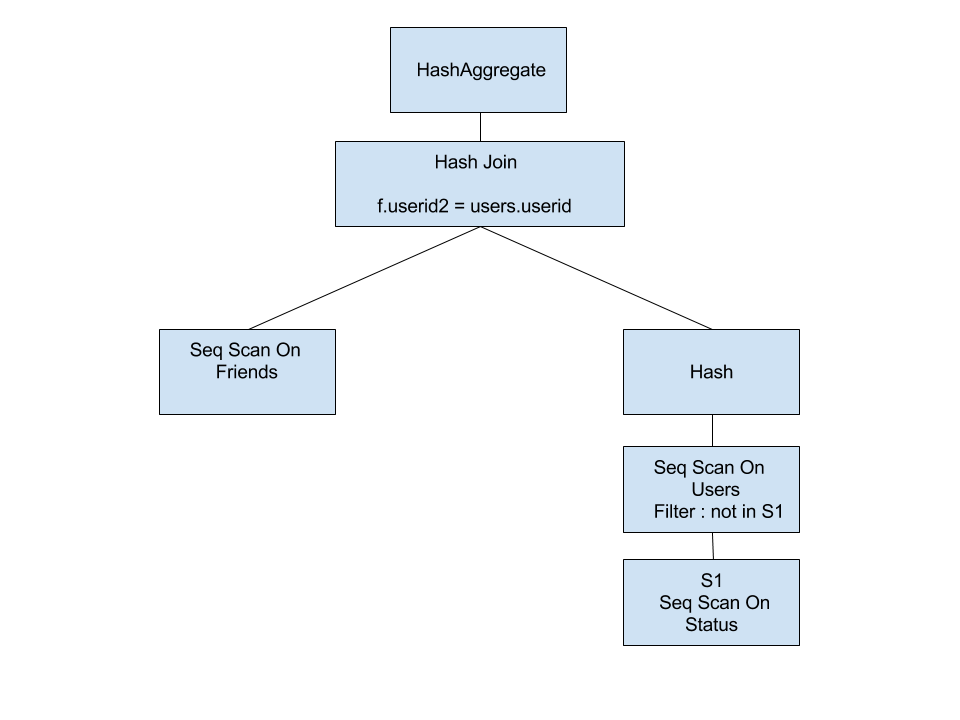 HashAggregate
Hash Join
f.userid2 = users.userid
Seq Scan On
Friends
Hash
Seq Scan On
Users
Filter : not in S1
S1
Seq Scan On
Status